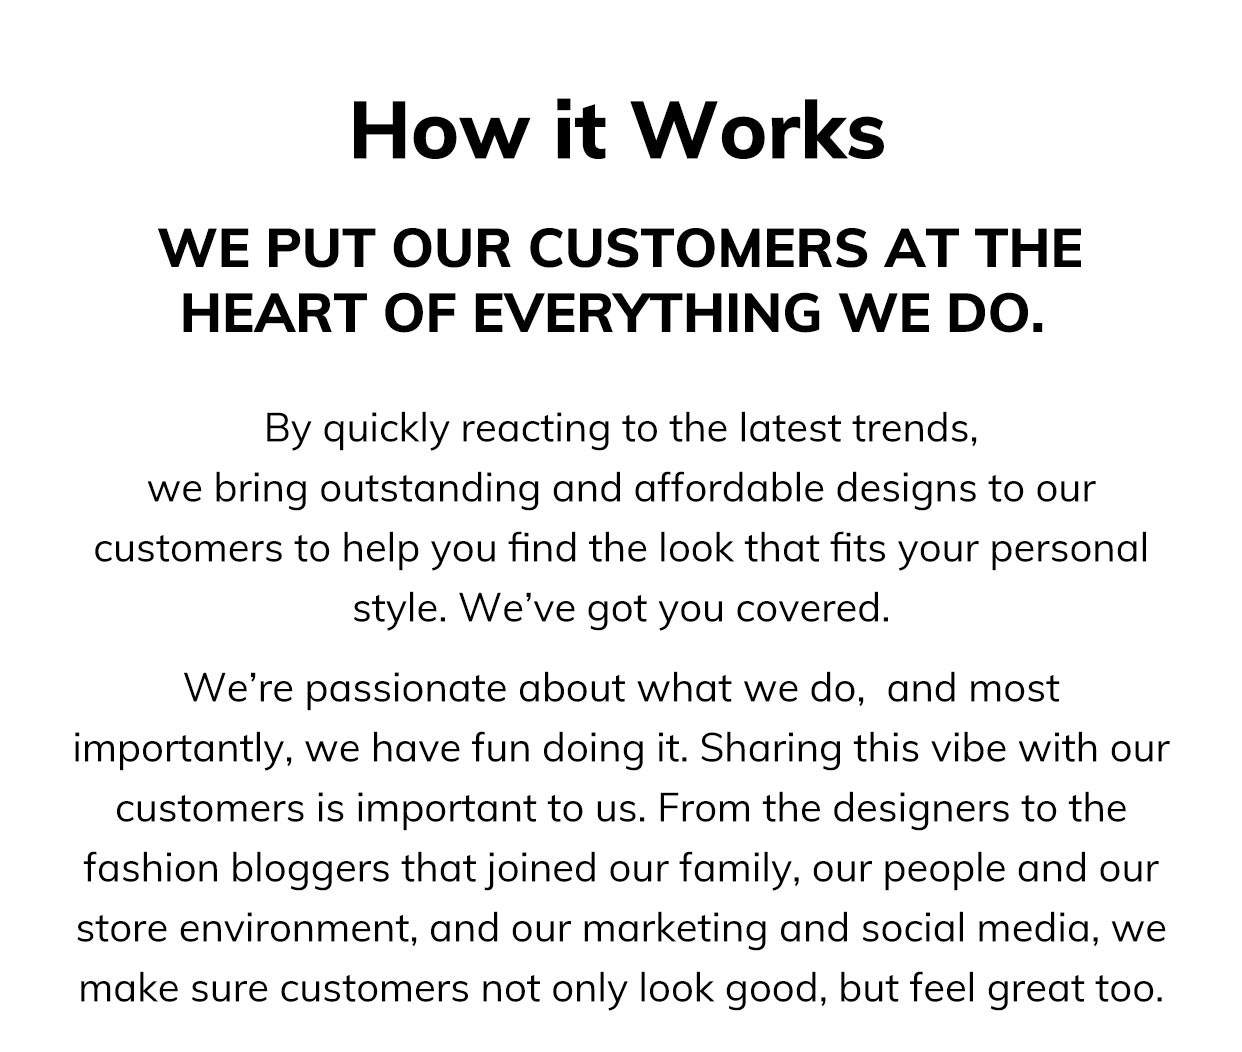 How it Works
WE PUT OUR CUSTOMERS AT THE
HEART OF EVERYTHING WE DO.
By quickly reacting to the latest trends,
we bring outstanding and affordable designs to our
customers to help you find the look that fits your personal
style. We’ve got you covered.
We’re passionate about what we do,  and most
importantly, we have fun doing it. Sharing this vibe with our
customers is important to us. From the designers to the
fashion bloggers that joined our family, our people and our
store environment, and our marketing and social media, we
make sure customers not only look good, but feel great too.